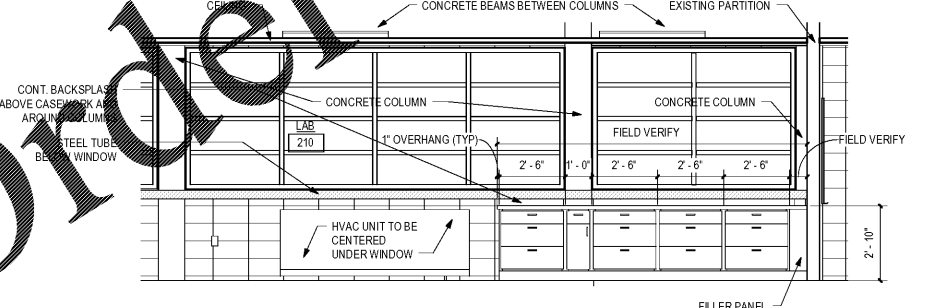 CEILING
CONCRETE BEAMS BETWEEN COLUMNS
EXISTING PARTITION
CONT. BACKSPLASH
ABOVE CASEWORK AND
AROUND COLUMNS
CONCRETE COLUMN
CONCRETE COLUMN
LAB
210
1" OVERHANG (TYP)
FIELD VERIFY
FIELD VERIFY
STEEL TUBE
BELOW WINDOW
2' - 6"
1' - 0"
2' - 6"
2' - 6"
2' - 6"
HVAC UNIT TO BE
CENTERED
UNDER WINDOW
2' - 10"
FILLER PANEL
Order